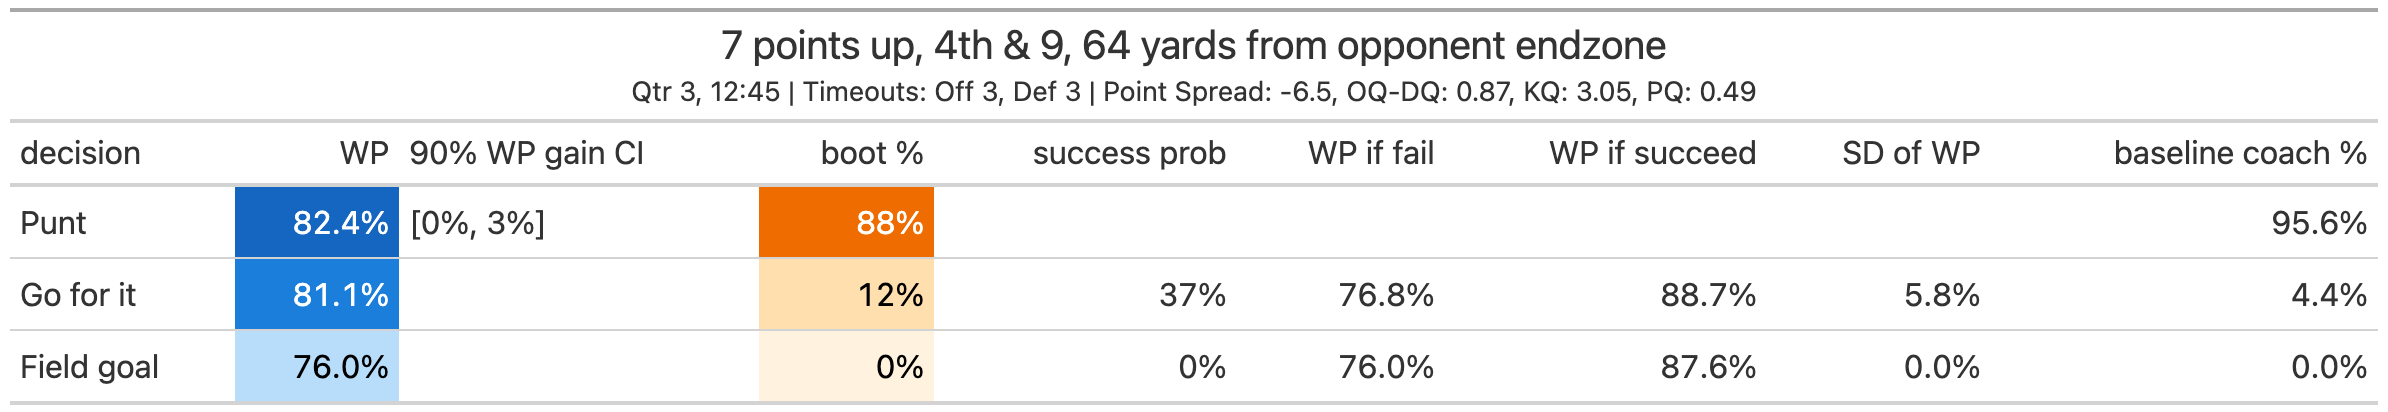 7 points up, 4th & 9, 64 yards from opponent endzone
Qtr 3, 12:45 | Timeouts: Off 3, Def 3 | Point Spread: -6.5, OQ-DQ: 0.87, KQ: 3.05, PQ: 0.49
decision WP 90% WP gain CI boot % success prob WP if fail WP if succeed SD of WP baseline coach %
Punt 82.4% [0%, 3%] 88% 95.6%
Go for it 81.1% 12% 37% 76.8% 88.7% 5.8% 4.4%
Field goal 76.0% 0% 0% 76.0% 87.6% 0.0% 0.0%